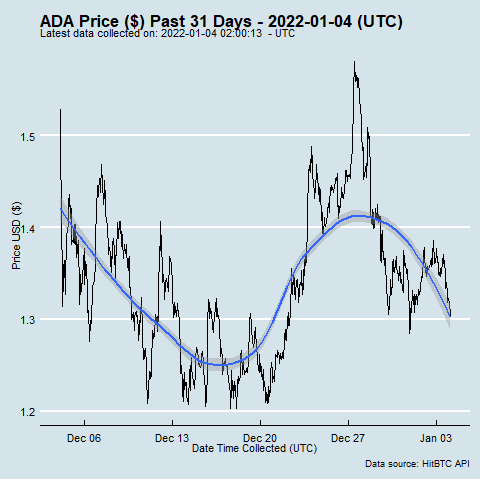 ADA Price ($) Past 31 Days - 2022-01-04 (UTC)
Latest data collected on: 2022-01-04 02:00:13 - UTC
Price USD ($)
1.5
1.4
1.3
1.2
Dec 06 Dec 13 Dec 20 Dec 27 Jan 03
Date Time Collected (UTC)
Data source: HitBTC API